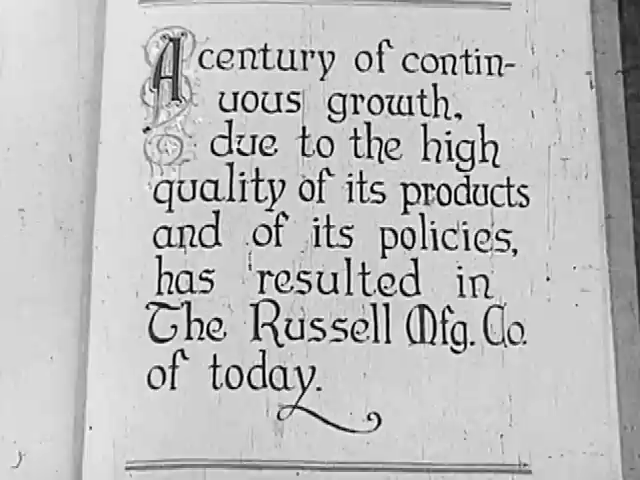 A century of contin-
uous growth,
due to the high
quality of its products
and of its policies,
has resulted in
The Russell Mfg. Co.
of today.